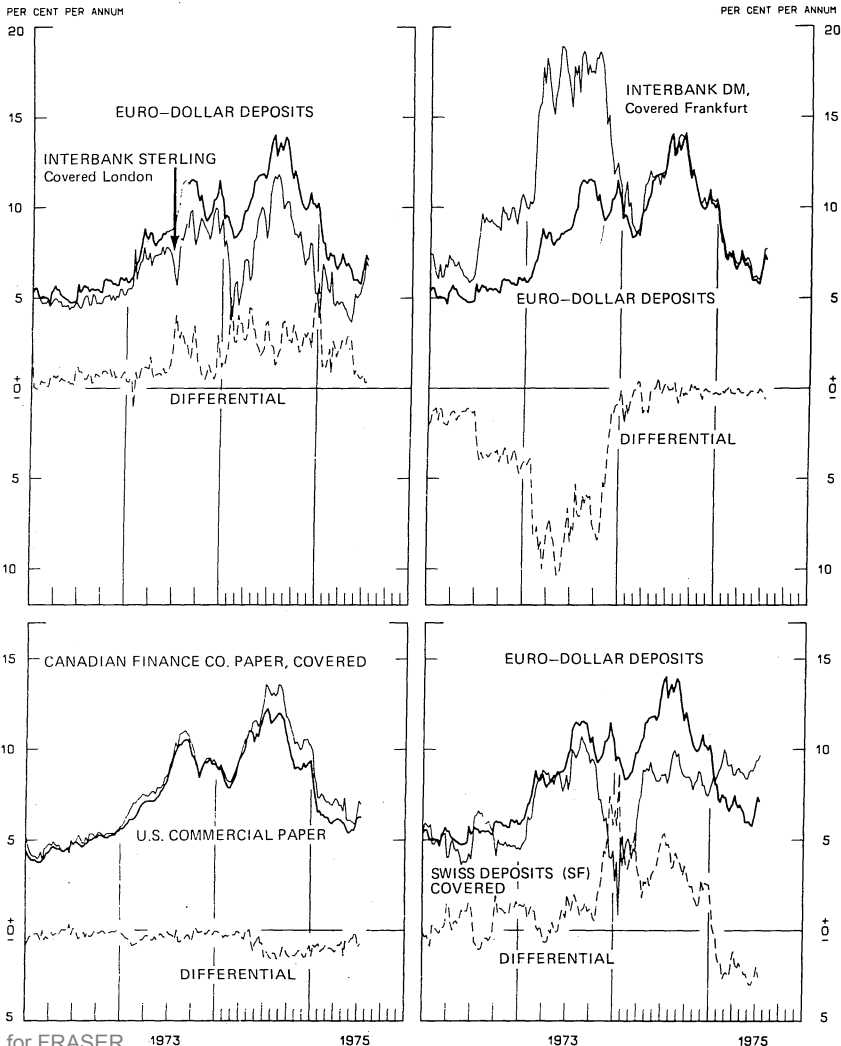 PER CENT PER ANNUM
PER CENT PER ANNUM
20
15
10
5
+
0
−
5
10
EURO−DOLLAR DEPOSITS
INTERBANK STERLING
Covered London
DIFFERENTIAL
20
15
10
5
+
0
−
5
10
INTERBANK DM,
Covered Frankfurt
EURO−DOLLAR DEPOSITS
DIFFERENTIAL
15
10
5
+
0
−
5
CANADIAN FINANCE CO. PAPER, COVERED
U.S. COMMERCIAL PAPER
DIFFERENTIAL
1973
1975
15
10
5
+
0
−
5
EURO−DOLLAR DEPOSITS
SWISS DEPOSITS (SF)
COVERED
DIFFERENTIAL
1973
1975
for FRASER